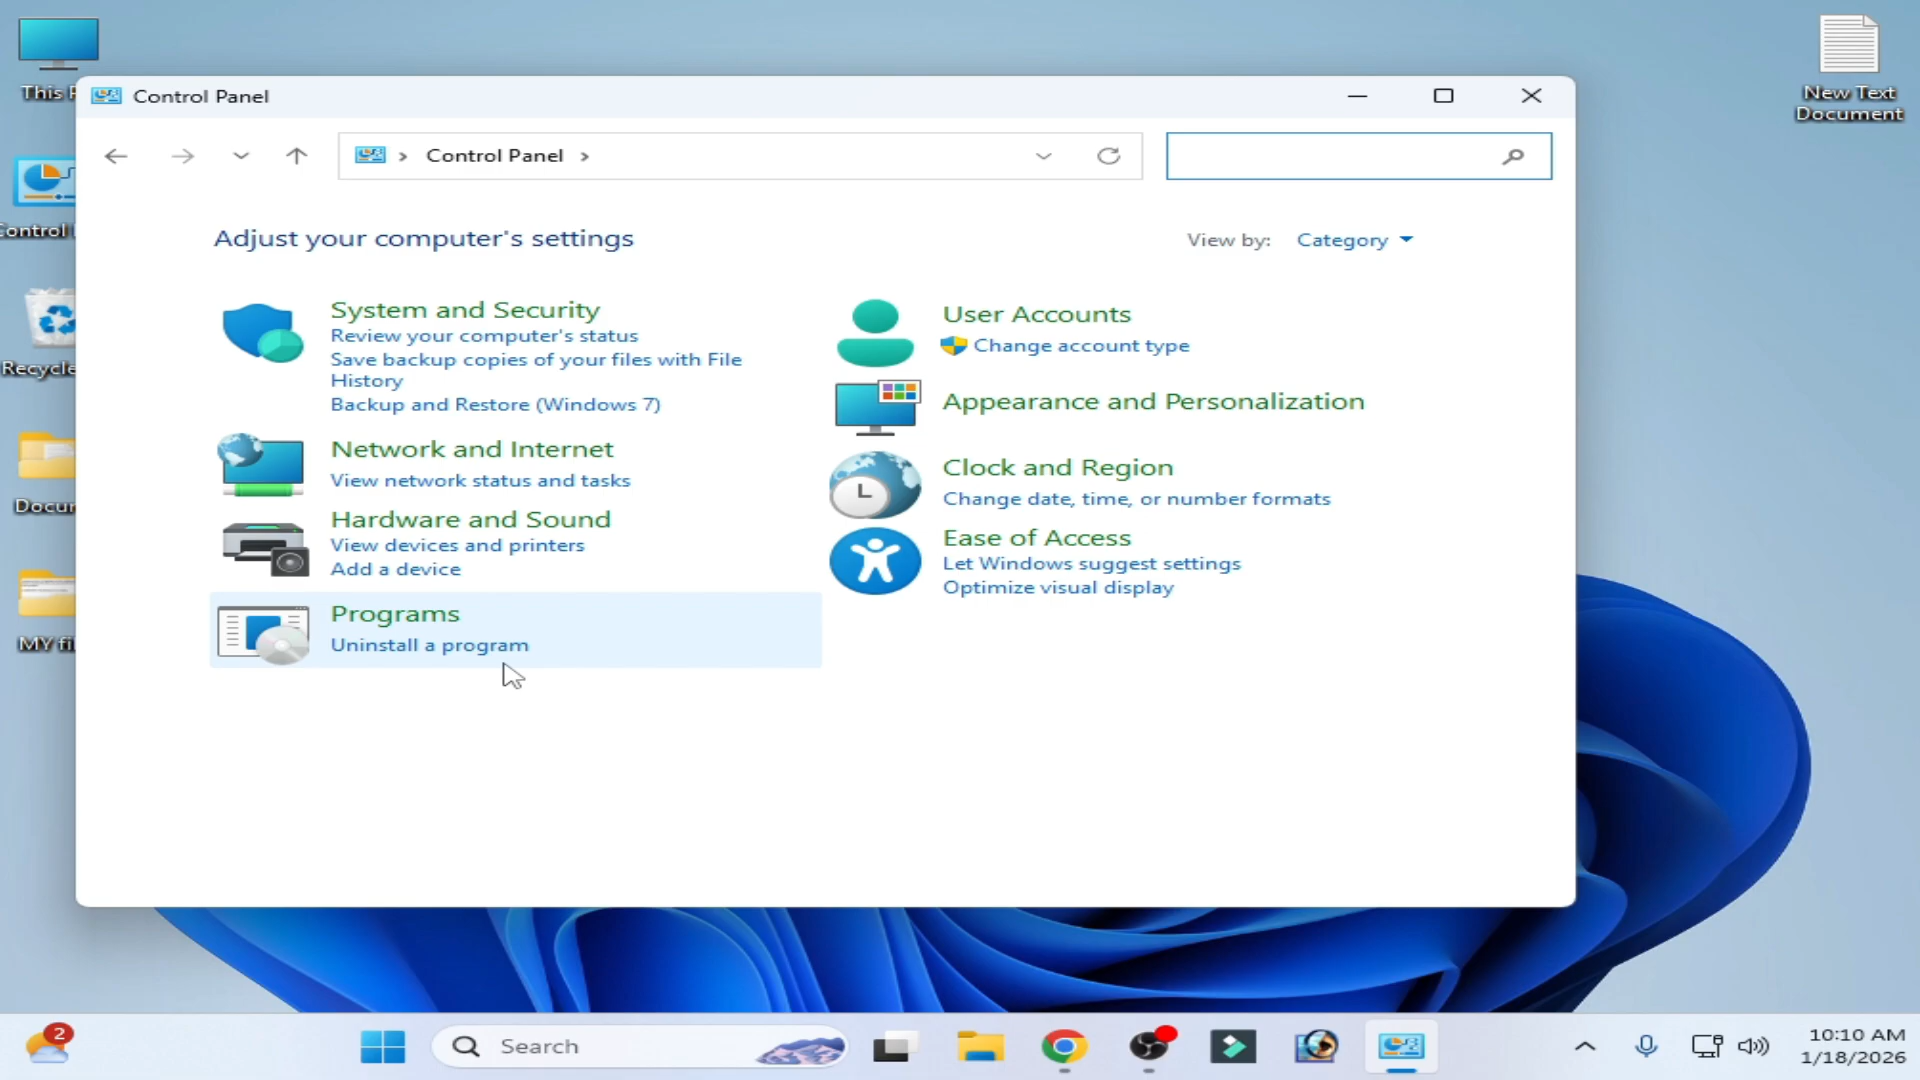 This P
New Text
Document
Control Panel
Control Panel
Control
Adjust your computer's settings
View by: Category
System and Security
Review your computer's status
Save backup copies of your files with File
History
Backup and Restore (Windows 7)
Network and Internet
View network status and tasks
Hardware and Sound
View devices and printers
Add a device
Programs
Uninstall a program
User Accounts
Change account type
Appearance and Personalization
Clock and Region
Change date, time, or number formats
Ease of Access
Let Windows suggest settings
Optimize visual display
Recycle
Docu
MY fi
2
Search
10:10 AM
1/18/2026